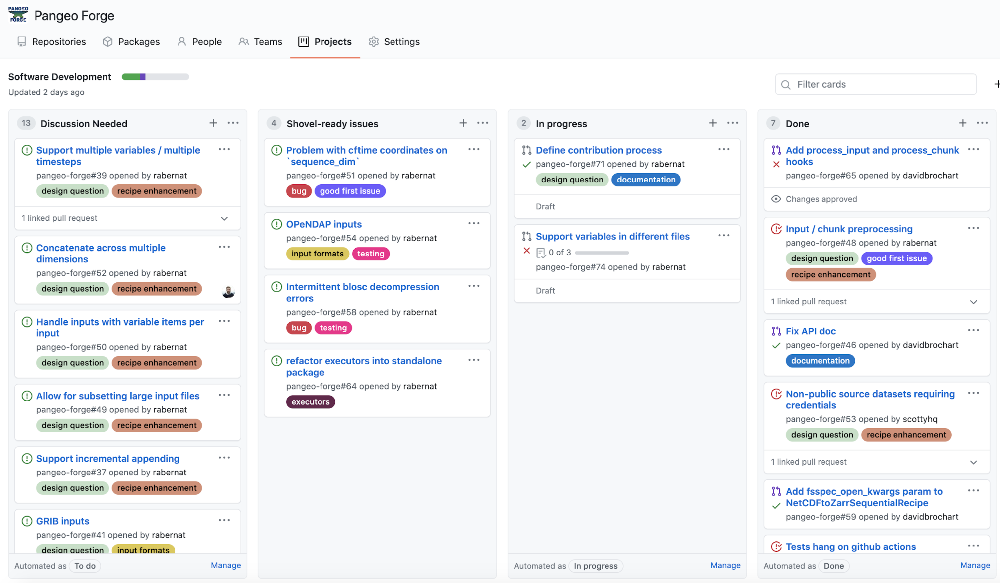 PANGEO
FORGE
Pangeo Forge
Repositories
Packages
People
Teams
Projects
Settings
Software Development
Updated 2 days ago
Filter cards
13 Discussion Needed
Support multiple variables / multiple
timesteps
pangeo-forge#39 opened by rabernat
design question recipe enhancement
1 linked pull request
Concatenate across multiple
dimensions
pangeo-forge#52 opened by rabernat
design question recipe enhancement
Handle inputs with variable items per
input
pangeo-forge#50 opened by rabernat
design question recipe enhancement
Allow for subsetting large input files
pangeo-forge#49 opened by rabernat
design question recipe enhancement
Support incremental appending
pangeo-forge#37 opened by rabernat
design question recipe enhancement
GRIB inputs
pangeo-forge#41 opened by rabernat
design question input formats
Automated as To do Manage
4 Shovel-ready issues
Problem with cftime coordinates on
`sequence_dim`
pangeo-forge#51 opened by rabernat
bug good first issue
OPeNDAP inputs
pangeo-forge#54 opened by rabernat
input formats testing
Intermittent blosc decompression
errors
pangeo-forge#58 opened by rabernat
bug testing
refactor executors into standalone
package
pangeo-forge#64 opened by rabernat
executors
2 In progress
Define contribution process
pangeo-forge#71 opened by rabernat
design question documentation
Draft
Support variables in different files
0 of 3
pangeo-forge#74 opened by rabernat
Draft
Automated as In progress Manage
7 Done
Add process_input and process_chunk
hooks
pangeo-forge#65 opened by davidbrochart
Changes approved
Input / chunk preprocessing
pangeo-forge#48 opened by rabernat
design question good first issue
recipe enhancement
1 linked pull request
Fix API doc
pangeo-forge#46 opened by davidbrochart
documentation
Non-public source datasets requiring
credentials
pangeo-forge#53 opened by scottyhq
design question recipe enhancement
1 linked pull request
Add fsspec_open_kwargs param to
NetCDFtoZarrSequentialRecipe
pangeo-forge#59 opened by davidbrochart
Tests hang on github actions
Automated as Done Manage